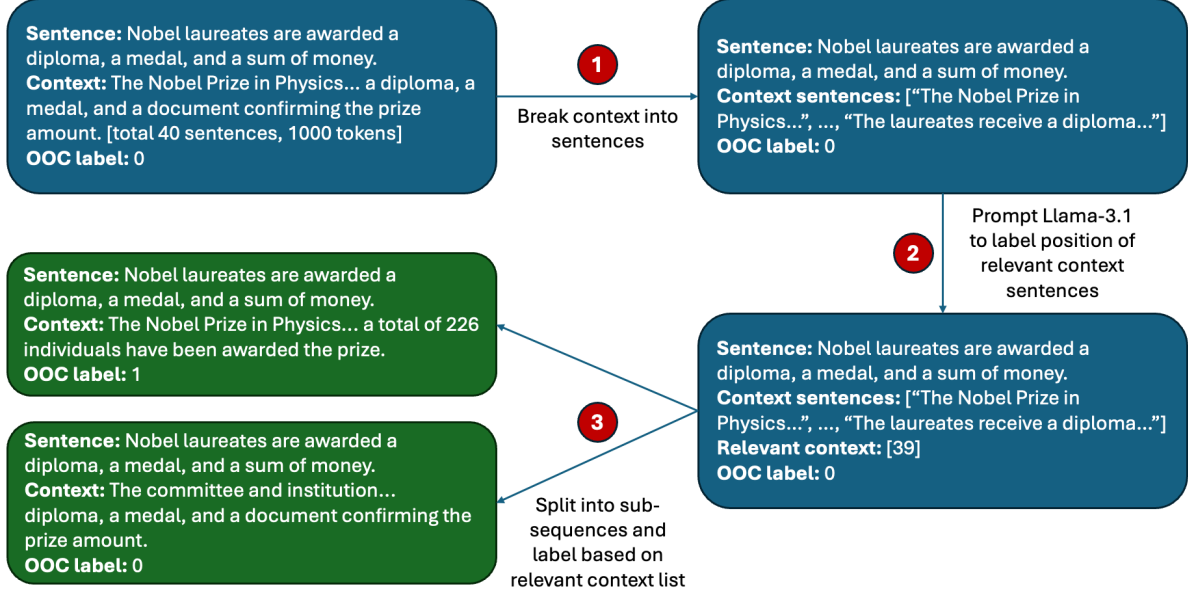 Sentence: Nobel laureates are awarded a
diploma, a medal, and a sum of money.
Context: The Nobel Prize in Physics... a diploma, a
medal, and a document confirming the prize
amount. [total 40 sentences, 1000 tokens]
OOC label: 0
1
Break context into
sentences
Sentence: Nobel laureates are awarded a
diploma, a medal, and a sum of money.
Context sentences: [“The Nobel Prize in
Physics...”, ..., “The laureates receive a diploma...”]
OOC label: 0
2
Prompt Llama-3.1
to label position of
relevant context
sentences
Sentence: Nobel laureates are awarded a
diploma, a medal, and a sum of money.
Context sentences: [“The Nobel Prize in
Physics...”, ..., “The laureates receive a diploma...”]
Relevant context: [39]
OOC label: 0
3
Split into sub-
sequences and
label based on
relevant context list
Sentence: Nobel laureates are awarded a
diploma, a medal, and a sum of money.
Context: The Nobel Prize in Physics... a total of 226
individuals have been awarded the prize.
OOC label: 1
Sentence: Nobel laureates are awarded a
diploma, a medal, and a sum of money.
Context: The committee and institution...
diploma, a medal, and a document confirming the
prize amount.
OOC label: 0